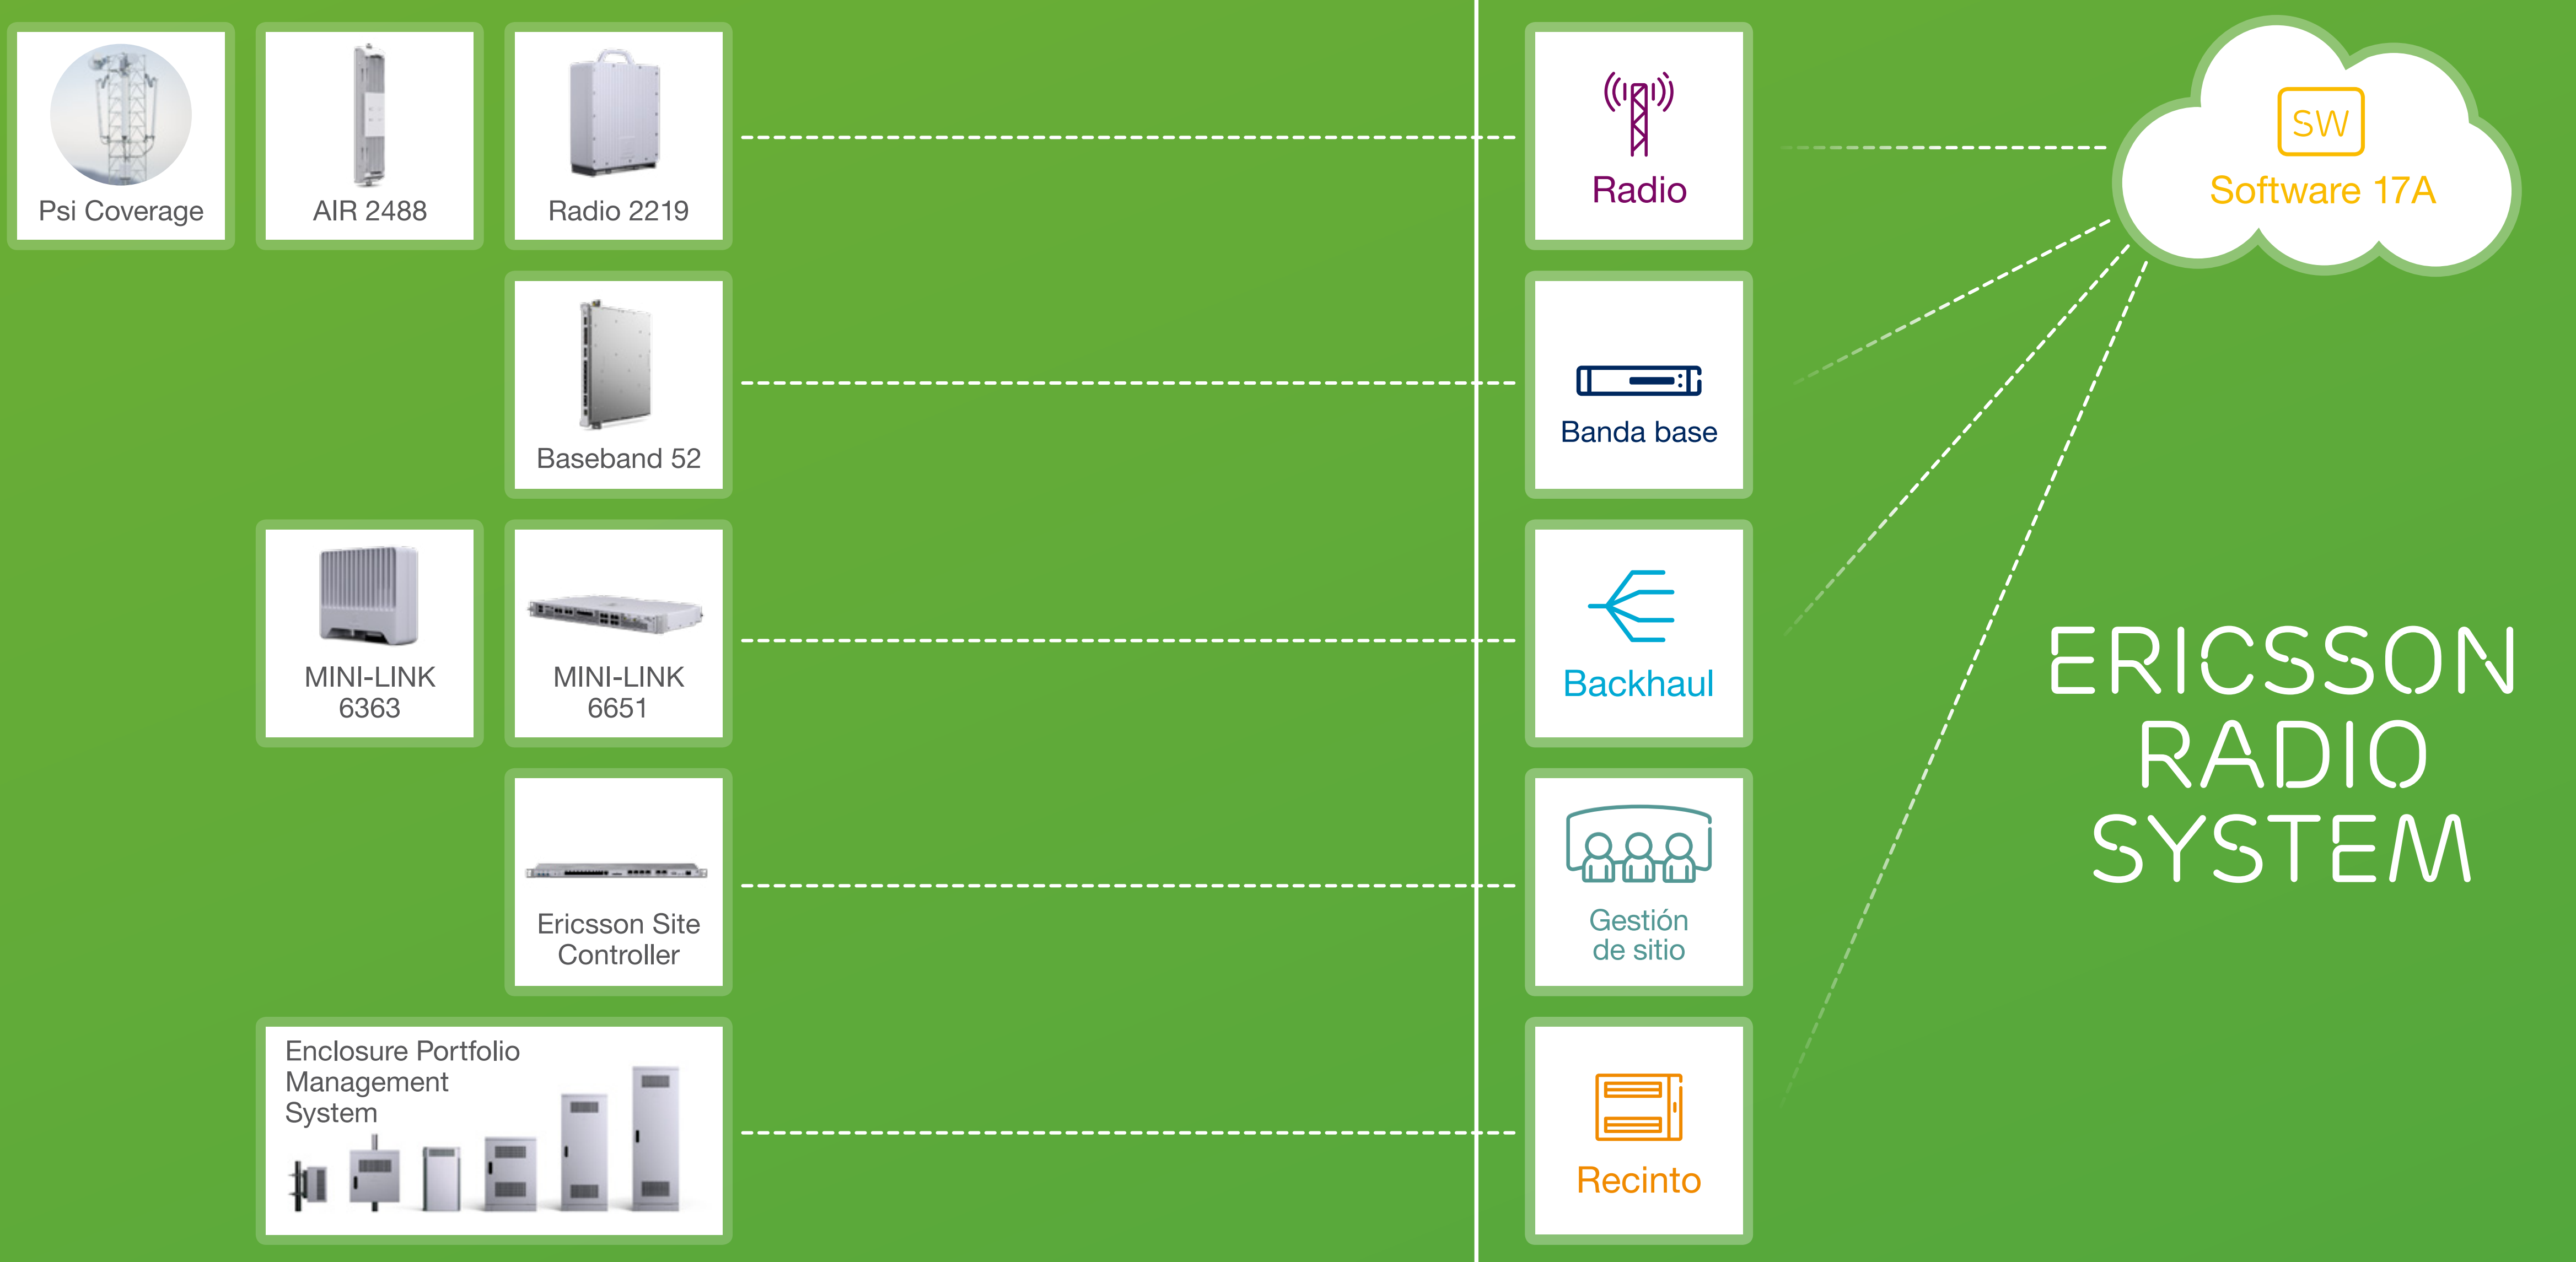 Psi Coverage
AIR 2488
Radio 2219
Radio
SW
Software 17A
Baseband 52
Banda base
MINI-LINK
6363
MINI-LINK
6651
Backhaul
ERICSSON
RADIO
SYSTEM
Ericsson Site
Controller
Gestión
de sitio
Enclosure Portfolio
Management
System
Recinto